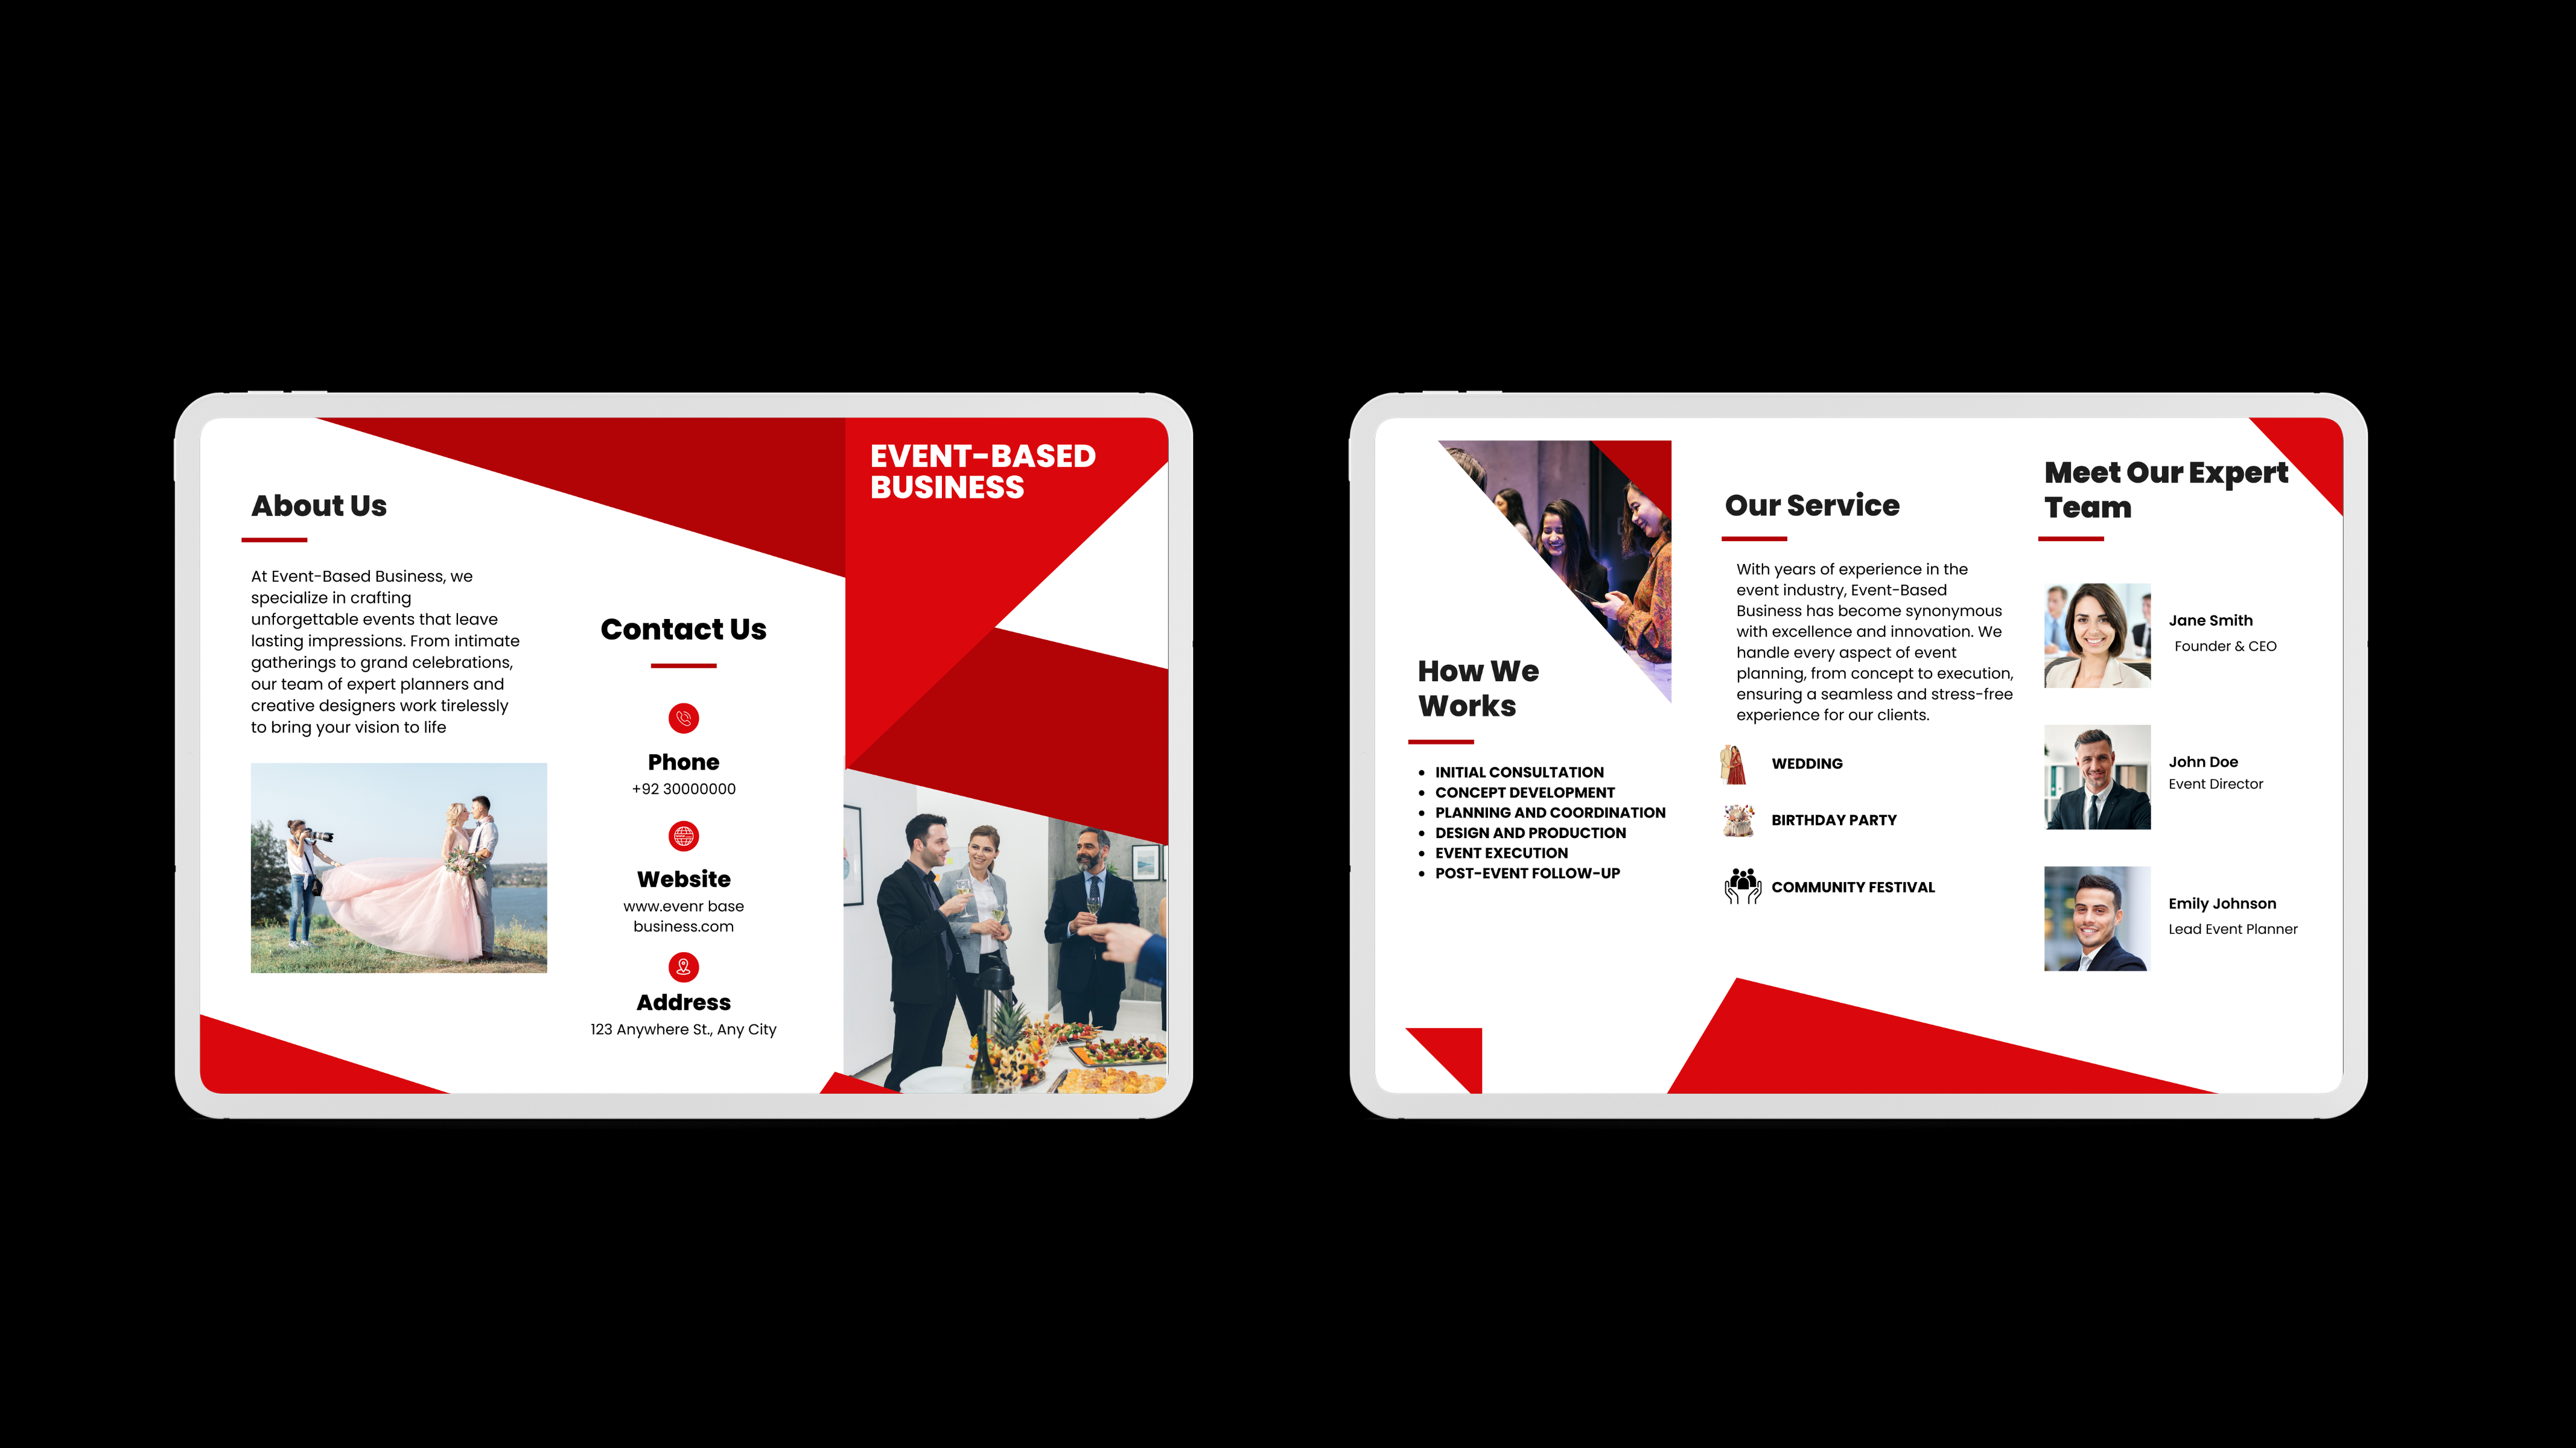 About Us
At Event-Based Business, we
specialize in crafting
unforgettable events that leave
lasting impressions. From intimate
gatherings to grand celebrations,
our team of expert planners and
creative designers work tirelessly
to bring your vision to life
Contact Us
Phone
+92 30000000
Website
www.evenr base
business.com
Address
123 Anywhere St., Any City
EVENT-BASED
BUSINESS
How We
Works
• INITIAL CONSULTATION
• CONCEPT DEVELOPMENT
• PLANNING AND COORDINATION
• DESIGN AND PRODUCTION
• EVENT EXECUTION
• POST-EVENT FOLLOW-UP
Our Service
With years of experience in the
event industry, Event-Based
Business has become synonymous
with excellence and innovation. We
handle every aspect of event
planning, from concept to execution,
ensuring a seamless and stress-free
experience for our clients.
WEDDING
BIRTHDAY PARTY
COMMUNITY FESTIVAL
Meet Our Expert
Team
Jane Smith
Founder & CEO
John Doe
Event Director
Emily Johnson
Lead Event Planner